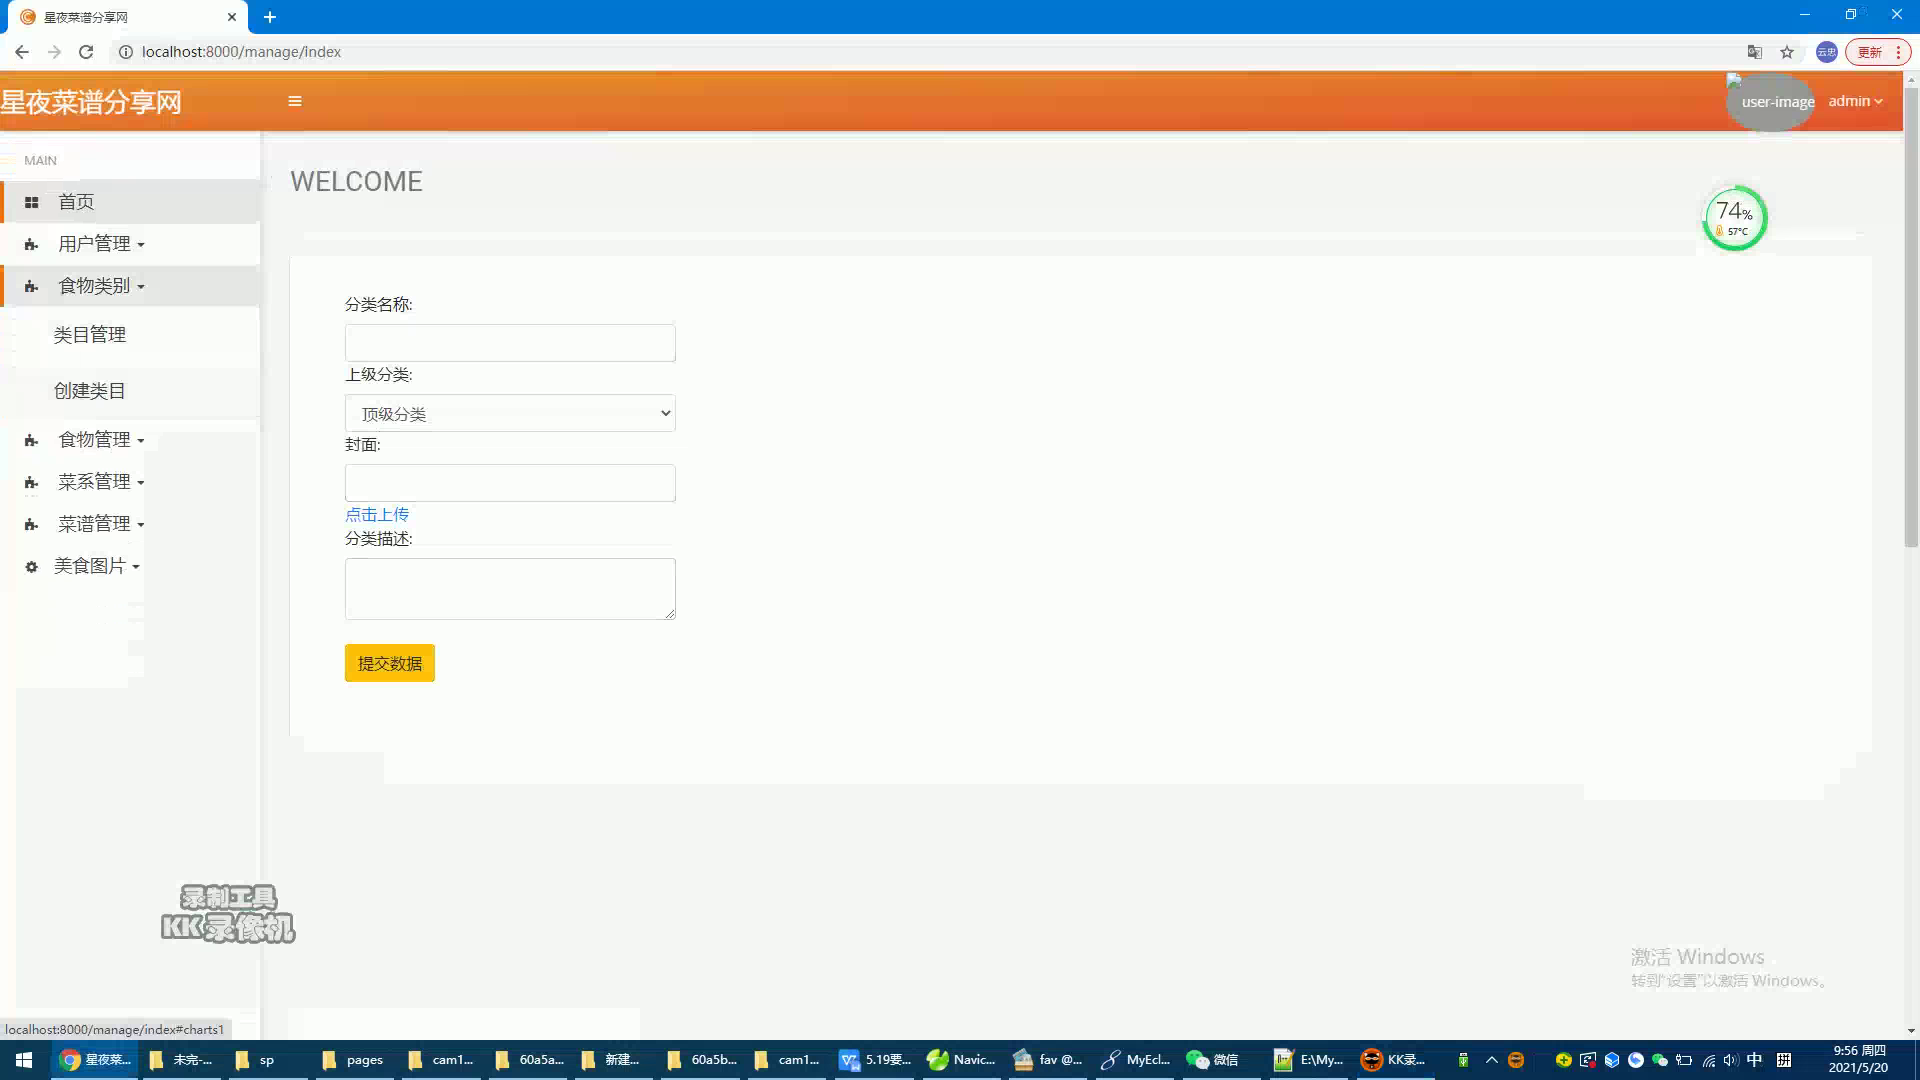 星夜菜谱分享网
localhost:8000/manage/index
更新
星夜菜谱分享网
user-image
admin
MAIN
首页
用户管理
食物类别
类目管理
创建类目
食物管理
菜系管理
菜谱管理
美食图片
WELCOME
74%
57°C
分类名称:
上级分类:
顶级分类
封面:
点击上传
分类描述:
提交数据
录制工具
KK录像机
激活 Windows
转到"设置"以激活 Windows。
localhost:8000/manage/index#charts1
星夜菜...
未完-...
sp
pages
cam1...
60a5a...
新建...
60a5b...
cam1...
5.19要...
Navic...
fav @...
MyEcl...
微信
E:\My...
KK录...
中
拼
9:56 周四
2021/5/20